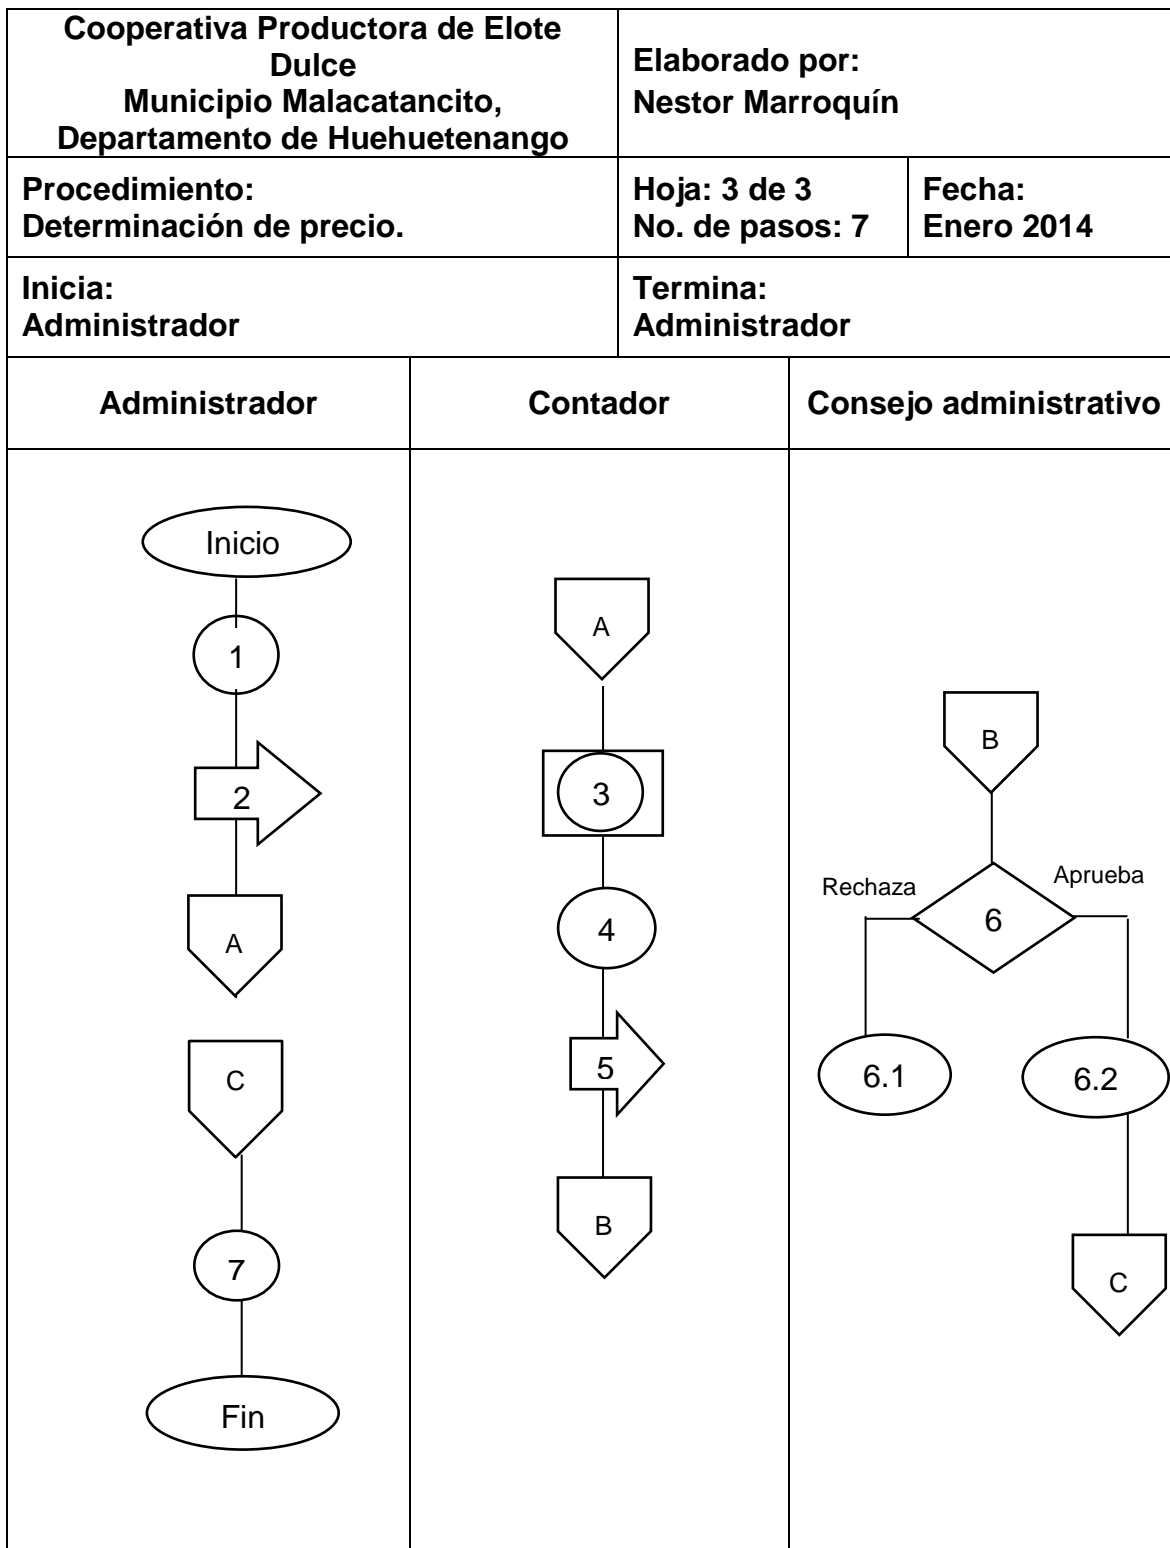 Cooperativa Productora de Elote
Dulce
Municipio Malacatancito,
Departamento de Huehuetenango
Elaborado por:
Nestor Marroquín
Procedimiento:
Determinación de precio.
Hoja: 3 de 3
No. de pasos: 7
Fecha:
Enero 2014
Inicia:
Administrador
Termina:
Administrador
Administrador
Contador
Consejo administrativo
Inicio
1
2
A
C
7
Fin
A
3
4
5
B
B
Rechaza
Aprueba
6
6.1
6.2
C